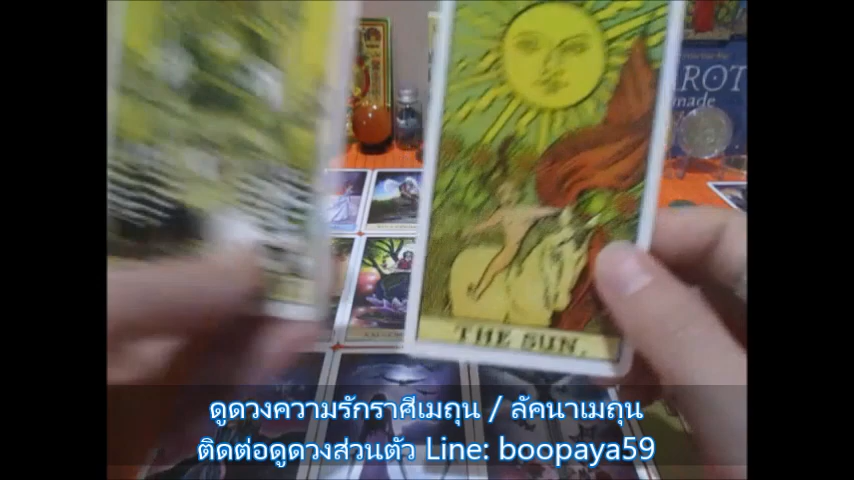 AROT
made
THE SUN.
ดูดวงความรักราศีเมถุน / ลัคนาเมถุน
ติดต่อดูดวงส่วนตัว Line: boopaya59